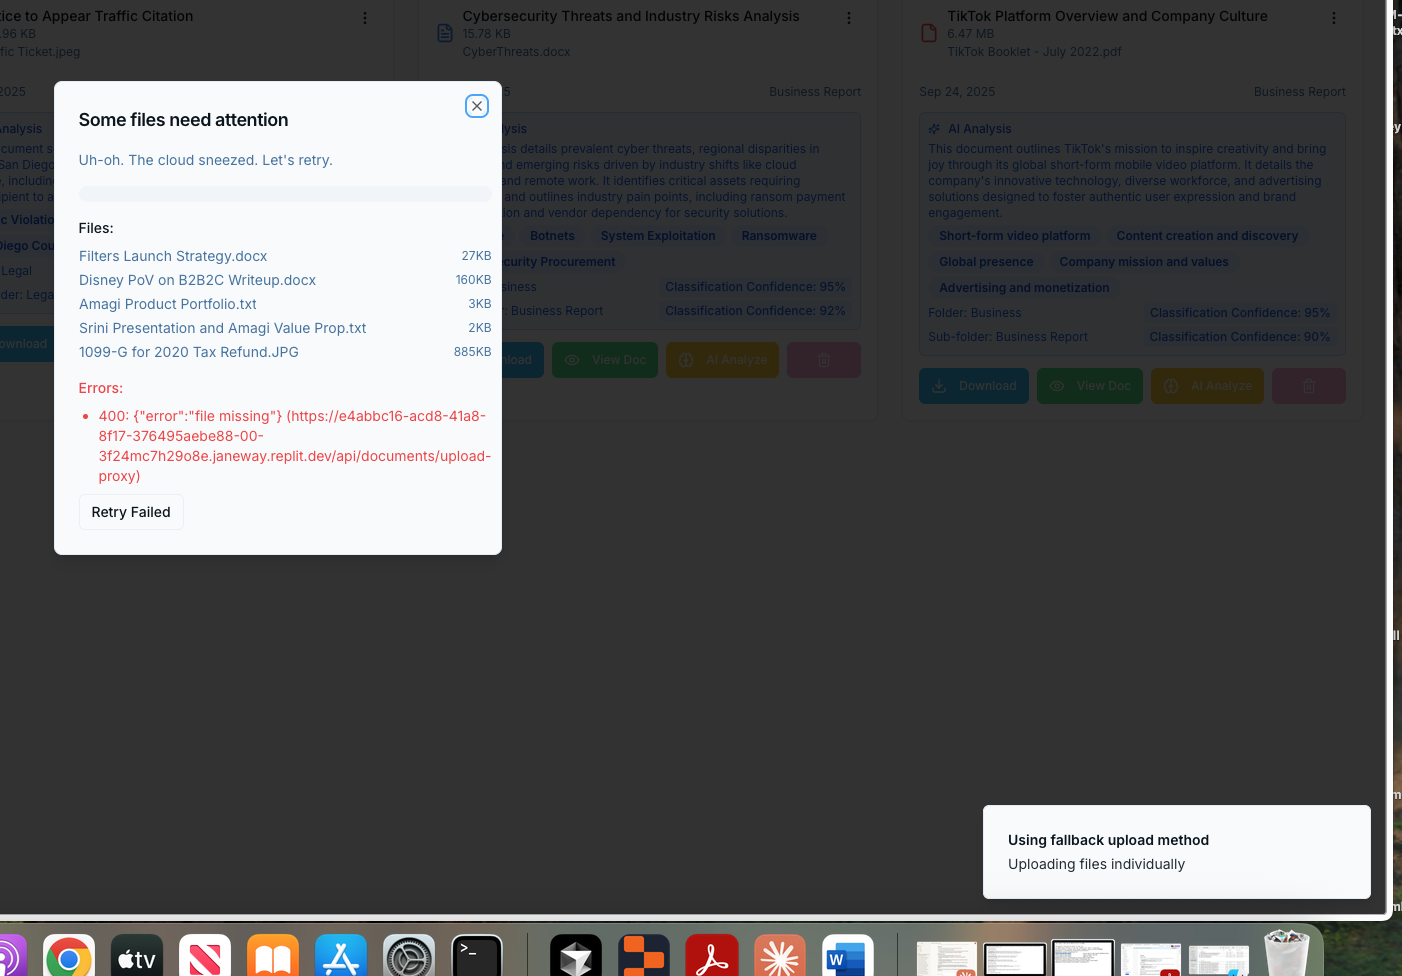 ice to Appear Traffic Citation
.96 KB
fic Ticket.jpeg
2025
Analysis
cument s
San Diego
, includin
ipient to a
c Violatio
Diego Cou
Legal
der: Lega
wnload
Cybersecurity Threats and Industry Risks Analysis
15.78 KB
CyberThreats.docx
5
Business Report
lysis
sis details prevalent cyber threats, regional disparities in
nd emerging risks driven by industry shifts like cloud
and remote work. It identifies critical assets requiring
and outlines industry pain points, including ransom payment
ion and vendor dependency for security solutions.
Botnets
System Exploitation
Ransomware
curity Procurement
siness
Classification Confidence: 95%
r: Business Report
Classification Confidence: 92%
nload
View Doc
AI Analyze
TikTok Platform Overview and Company Culture
6.47 MB
TikTok Booklet - July 2022.pdf
Sep 24, 2025
Business Report
AI Analysis
This document outlines TikTok's mission to inspire creativity and bring
joy through its global short-form mobile video platform. It details the
company's innovative technology, diverse workforce, and advertising
solutions designed to foster authentic user expression and brand
engagement.
Short-form video platform
Content creation and discovery
Global presence
Company mission and values
Advertising and monetization
Folder: Business
Classification Confidence: 95%
Sub-folder: Business Report
Classification Confidence: 90%
Download
View Doc
AI Analyze
Some files need attention
Uh-oh. The cloud sneezed. Let's retry.
Files:
Filters Launch Strategy.docx 27KB
Disney PoV on B2B2C Writeup.docx 160KB
Amagi Product Portfolio.txt 3KB
Srini Presentation and Amagi Value Prop.txt 2KB
1099-G for 2020 Tax Refund.JPG 885KB
Errors:
• 400: {"error":"file missing"} (https://e4abbc16-acd8-41a8-
8f17-376495aebe88-00-
3f24mc7h29o8e.janeway.replit.dev/api/documents/upload-
proxy)
Retry Failed
Using fallback upload method
Uploading files individually
tv
>_
W